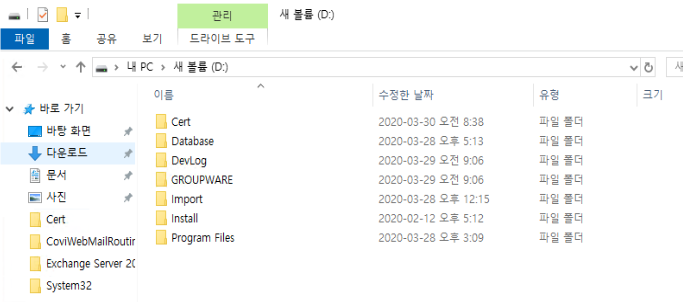 관리
새 볼륨 (D:)
파일
홈
공유
보기
드라이브 도구
내 PC > 새 볼륨 (D:)
새
이름
수정한 날짜
유형
크기
바로 가기
바탕 화면
다운로드
문서
사진
Cert
CoviWebMailRoutin
Exchange Server 20
System32
Cert 2020-03-30 오전 8:38 파일 폴더
Database 2020-03-28 오후 5:13 파일 폴더
DevLog 2020-03-29 오전 9:06 파일 폴더
GROUPWARE 2020-03-29 오전 9:06 파일 폴더
Import 2020-03-28 오후 12:15 파일 폴더
Install 2020-02-12 오후 5:12 파일 폴더
Program Files 2020-03-28 오후 3:09 파일 폴더